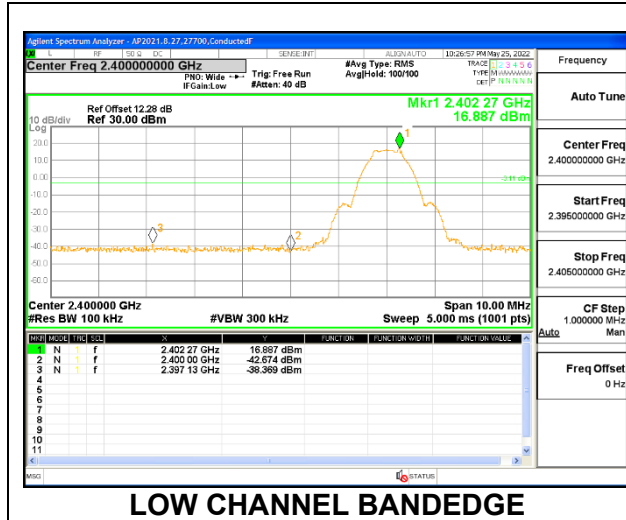 Agilent Spectrum Analyzer - AP2021.8.27,27700,ConductedF
L RF 50 Ω DC SENSE:INT ALIGNAUTO 10:26:57 PM May 25, 2022
Center Freq 2.400000000 GHz
PNO: Wide
IFGain:Low
Trig: Free Run
#Atten: 40 dB
#Avg Type: RMS
Avg|Hold: 100/100
TRACE 1 2 3 4 5 6
TYPE M
DET P N N N N N
Ref Offset 12.28 dB
Ref 30.00 dBm
Mkr1 2.402 27 GHz
16.887 dBm
10 dB/div
Log
20.0
10.0
0.00
-10.0
-20.0
-30.0
-40.0
-50.0
-60.0
1
2
3
Center 2.400000 GHz
#Res BW 100 kHz
#VBW 300 kHz
Span 10.00 MHz
Sweep 5.000 ms (1001 pts)
MKR MODE TRC SCL X Y FUNCTION FUNCTION WIDTH FUNCTION VALUE
1 N 1 f 2.402 27 GHz 16.887 dBm
2 N 1 f 2.400 00 GHz -42.674 dBm
3 N 1 f 2.397 13 GHz -38.369 dBm
4
5
6
7
8
9
10
11
MSG
STATUS
Frequency
Auto Tune
Center Freq
2.400000000 GHz
Start Freq
2.395000000 GHz
Stop Freq
2.405000000 GHz
CF Step
1.000000 MHz
Auto Man
Freq Offset
0 Hz
LOW CHANNEL BANDEDGE